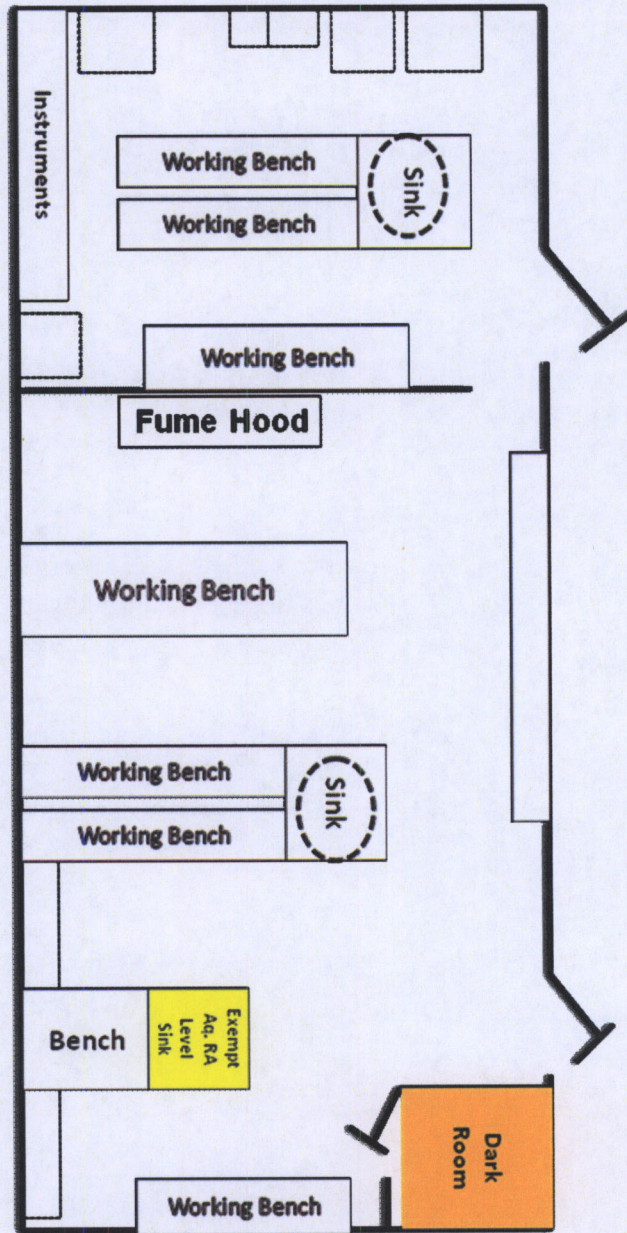 Instruments
Working Bench
Sink
Working Bench
Working Bench
Fume Hood
Working Bench
Working Bench
Sink
Working Bench
Bench
Exempt
Aq. RA
Level
Sink
Dark
Room
Working Bench